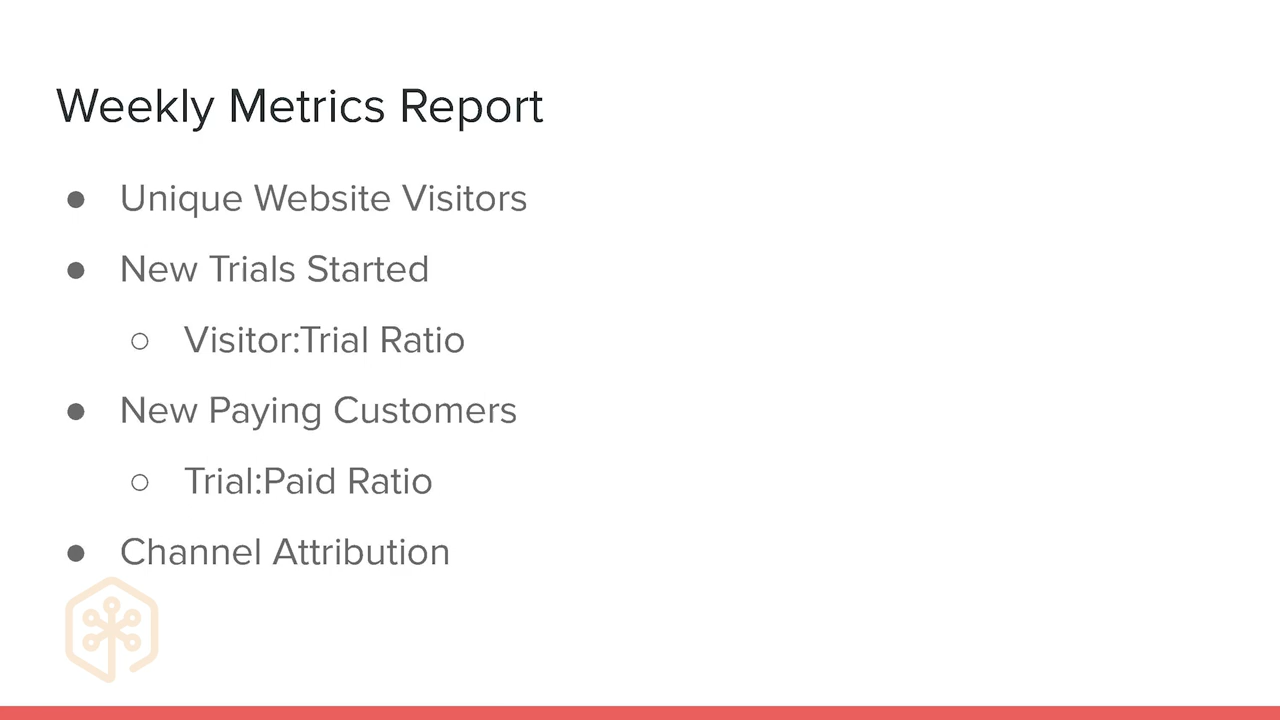 Weekly Metrics Report
● Unique Website Visitors
● New Trials Started
○ Visitor:Trial Ratio
● New Paying Customers
○ Trial:Paid Ratio
● Channel Attribution